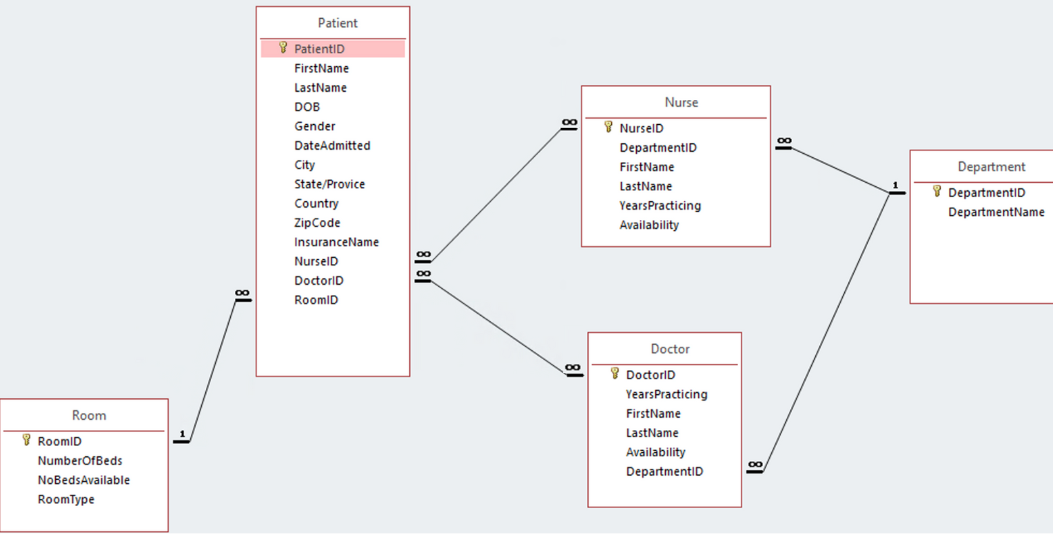 Patient
PatientID
FirstName
LastName
DOB
Gender
DateAdmitted
City
State/Provice
Country
ZipCode
InsuranceName
NurseID
DoctorID
RoomID
∞
∞
∞
Room
RoomID
NumberOfBeds
NoBedsAvailable
RoomType
1
Nurse
NurseID
DepartmentID
FirstName
LastName
YearsPracticing
Availability
∞
∞
Doctor
DoctorID
YearsPracticing
FirstName
LastName
Availability
DepartmentID
∞
∞
Department
DepartmentID
DepartmentName
1